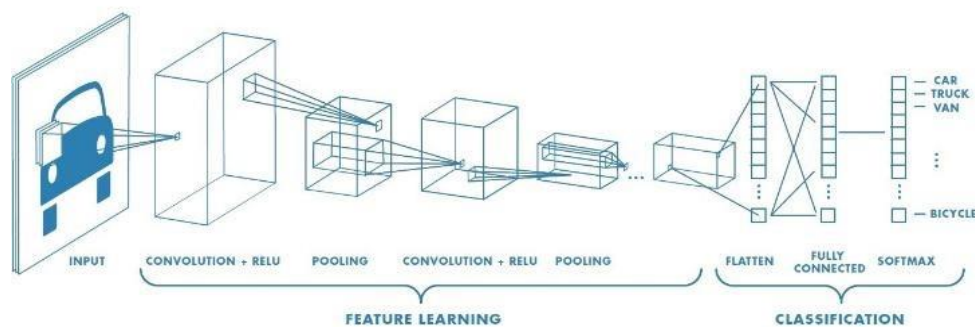 CAR
TRUCK
VAN
BICYCLE
INPUT
CONVOLUTION + RELU
POOLING
CONVOLUTION + RELU
POOLING
FLATTEN
FULLY
CONNECTED
SOFTMAX
FEATURE LEARNING
CLASSIFICATION